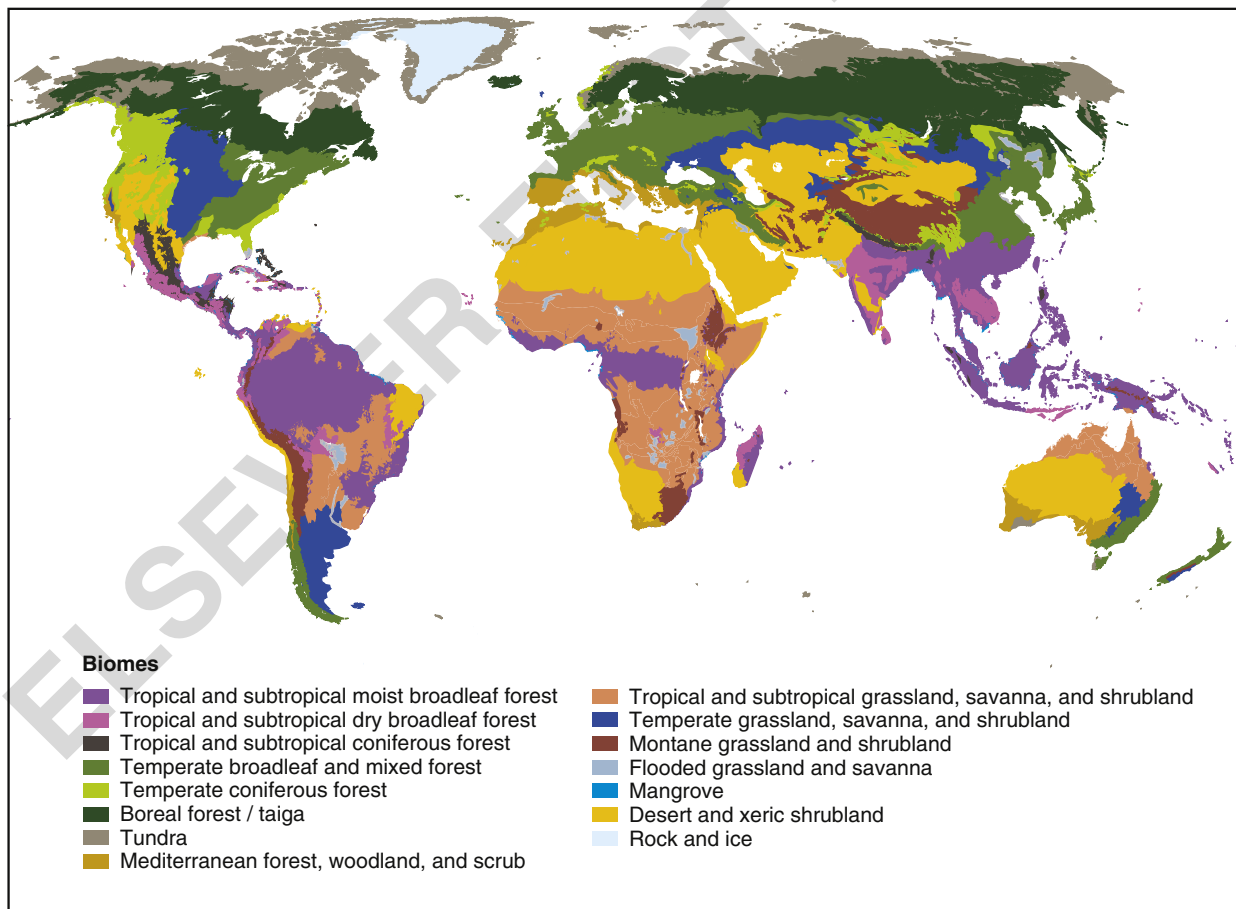 ELSEVIER FIRST
Biomes
Tropical and subtropical moist broadleaf forest
Tropical and subtropical dry broadleaf forest
Tropical and subtropical coniferous forest
Temperate broadleaf and mixed forest
Temperate coniferous forest
Boreal forest / taiga
Tundra
Mediterranean forest, woodland, and scrub
Tropical and subtropical grassland, savanna, and shrubland
Temperate grassland, savanna, and shrubland
Montane grassland and shrubland
Flooded grassland and savanna
Mangrove
Desert and xeric shrubland
Rock and ice